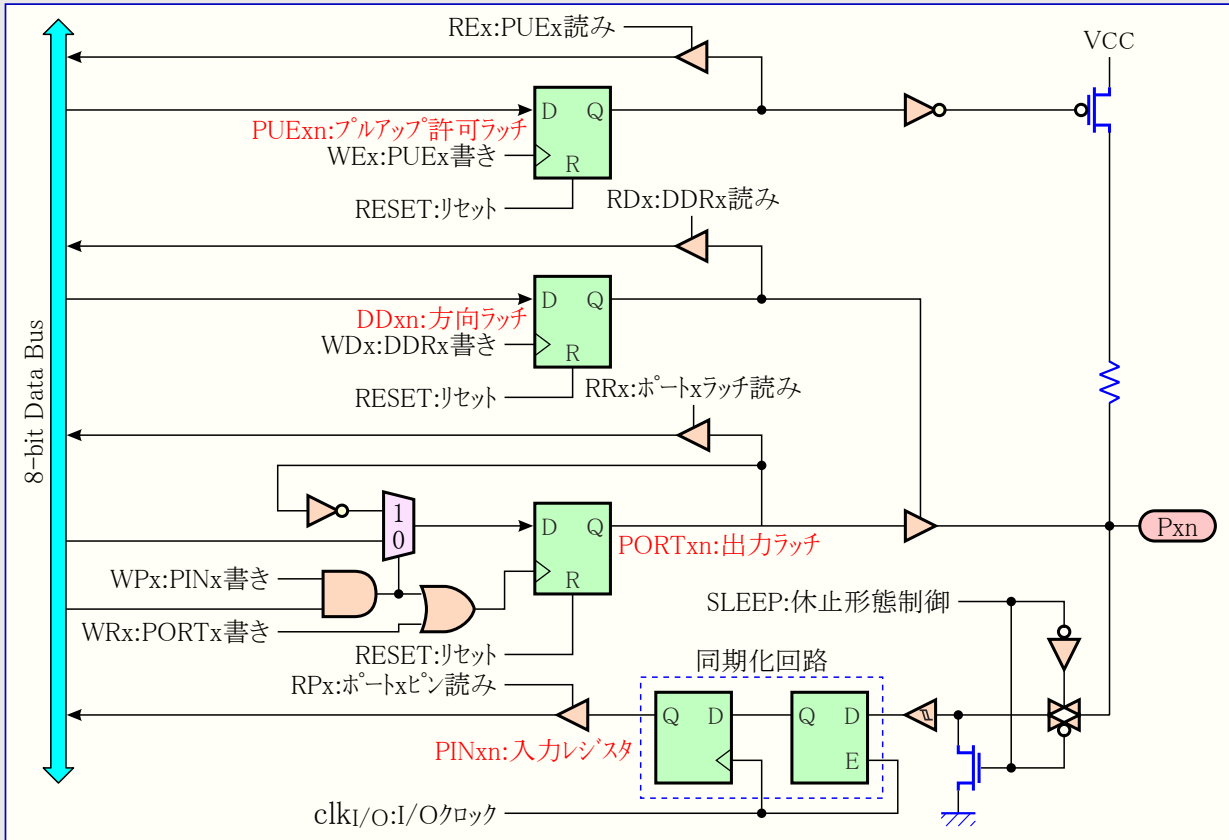 REx:PUEx読み
VCC
D
Q
PUExn:プルアップ許可ラッチ
WEx:PUEx書き
R
RESET:リセット
RDx:DDRx読み
D
Q
DDxn:方向ラッチ
WDx:DDRx書き
R
RESET:リセット
RRx:ポートxラッチ読み
8-bit Data Bus
1
0
D
Q
PORTxn:出力ラッチ
Pxn
WPx:PINx書き
R
WRx:PORTx書き
SLEEP:休止形態制御
RESET:リセット
同期化回路
RPx:ポートxピン読み
Q
D
Q
D
PINxn:入力レジスタ
E
clkI/O:I/Oクロック